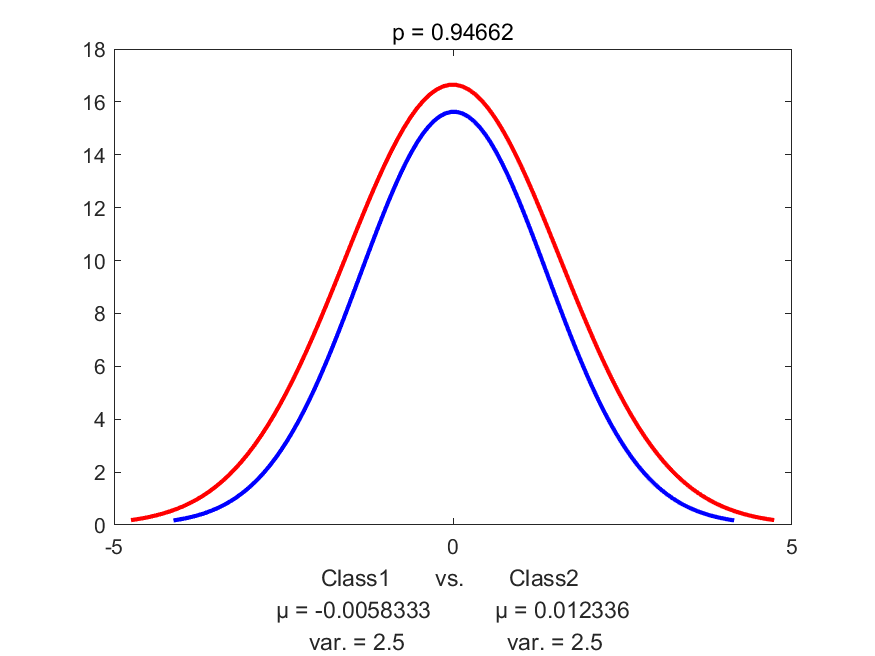 p = 0.94662
18
16
14
12
10
8
6
4
2
0
-5 0 5
Class1 vs. Class2
μ = -0.0058333 μ = 0.012336
var. = 2.5 var. = 2.5